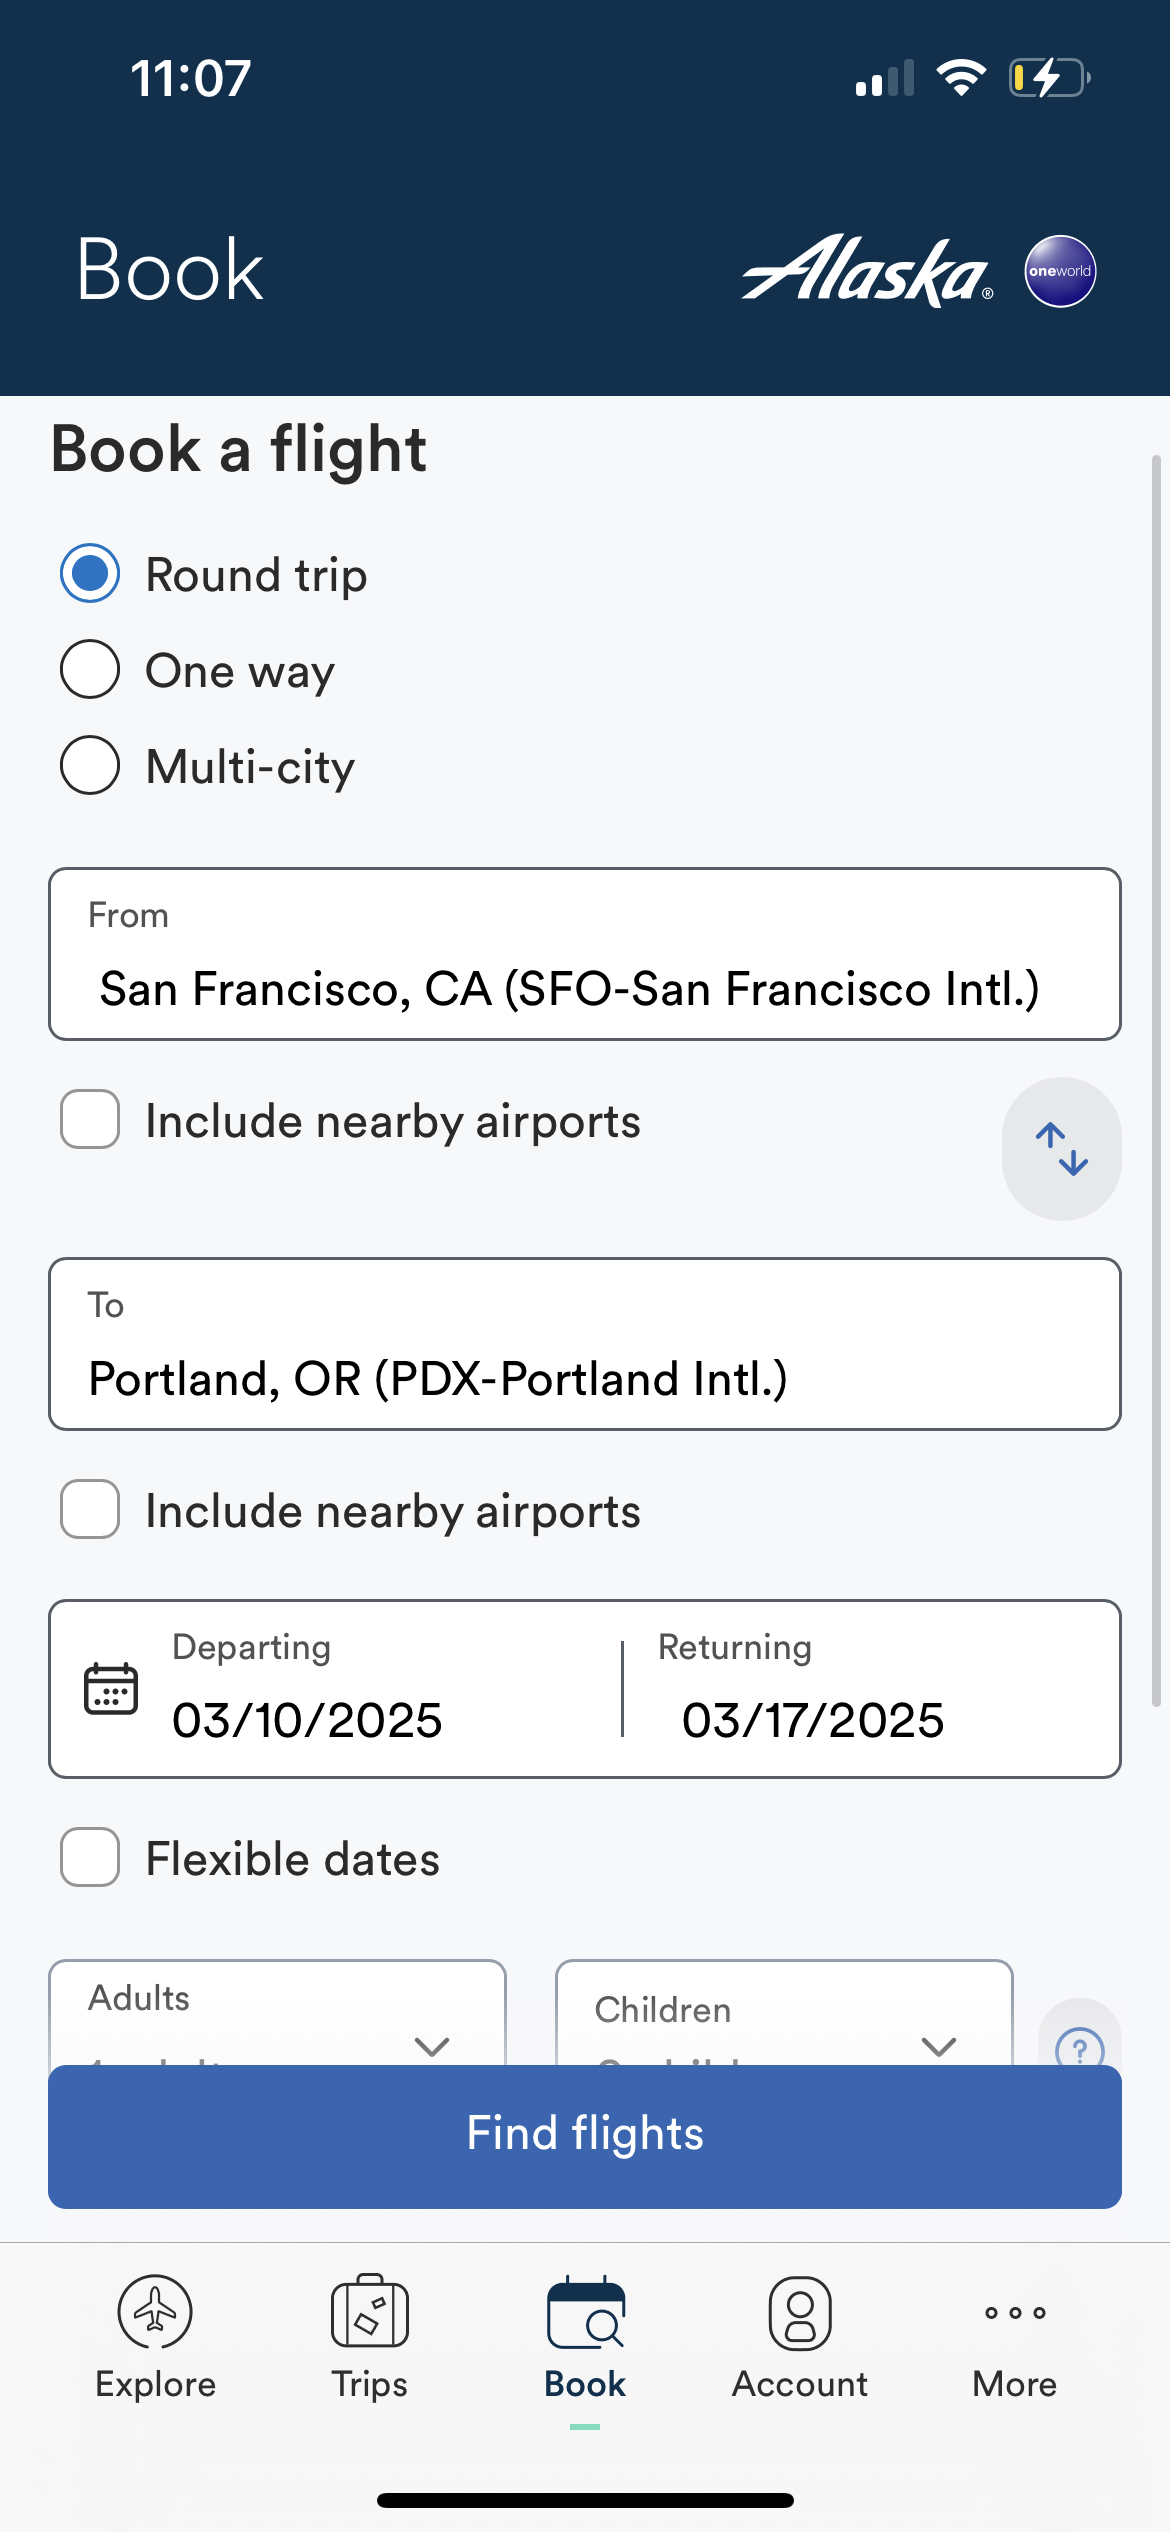 11:07
Book
Alaska®
oneworld
Book a flight
Round trip
One way
Multi-city
From
San Francisco, CA (SFO-San Francisco Intl.)
Include nearby airports
To
Portland, OR (PDX-Portland Intl.)
Include nearby airports
Departing Returning
03/10/2025 03/17/2025
Flexible dates
Adults
Children
?
Find flights
Explore Trips Book Account More